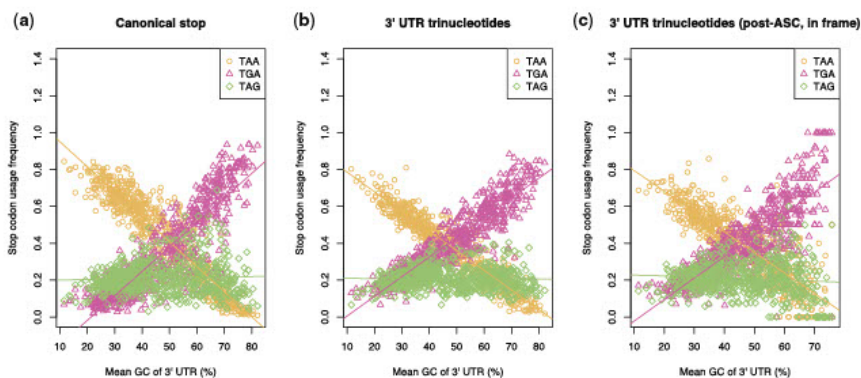 (a)
Canonical stop
TAA
TGA
TAG
Stop codon usage frequency
1.4
1.2
1.0
0.8
0.6
0.4
0.2
0.0
10 20 30 40 50 60 70 80
Mean GC of 3' UTR (%)
(b)
3' UTR trinucleotides
TAA
TGA
TAG
Stop codon usage frequency
1.4
1.2
1.0
0.8
0.6
0.4
0.2
0.0
10 20 30 40 50 60 70 80
Mean GC of 3' UTR (%)
(c)
3' UTR trinucleotides (post-ASC, in frame)
TAA
TGA
TAG
Stop codon usage frequency
1.4
1.2
1.0
0.8
0.6
0.4
0.2
0.0
10 20 30 40 50 60 70 80
Mean GC of 3' UTR (%)